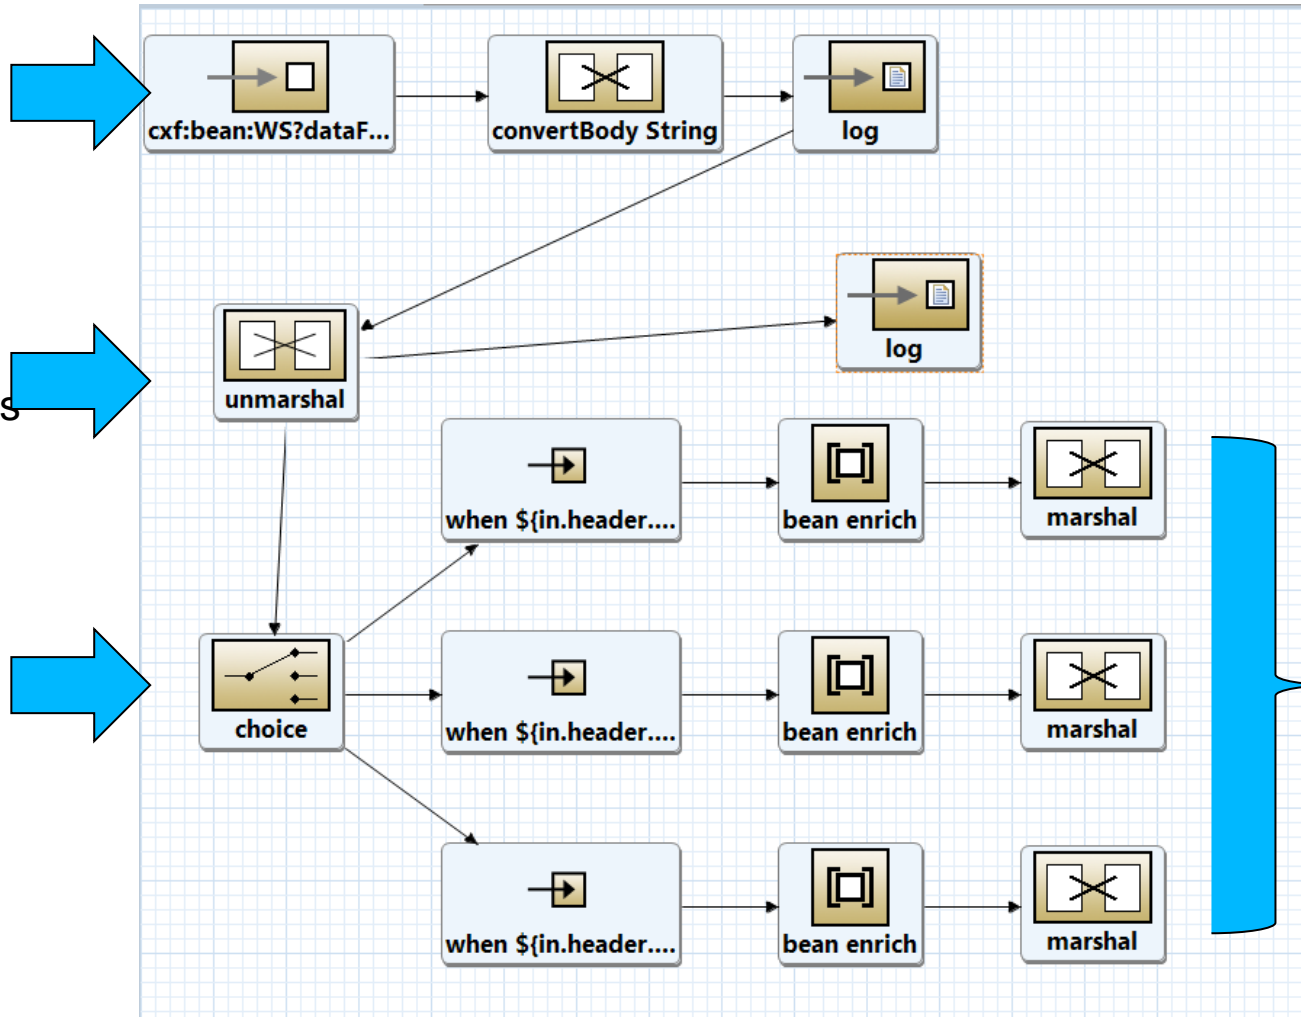 cxf:bean:WS?dataF...
convertBody String
log
log
unmarshal
s
when ${in.header....
bean enrich
marshal
choice
when ${in.header....
bean enrich
marshal
when ${in.header....
bean enrich
marshal